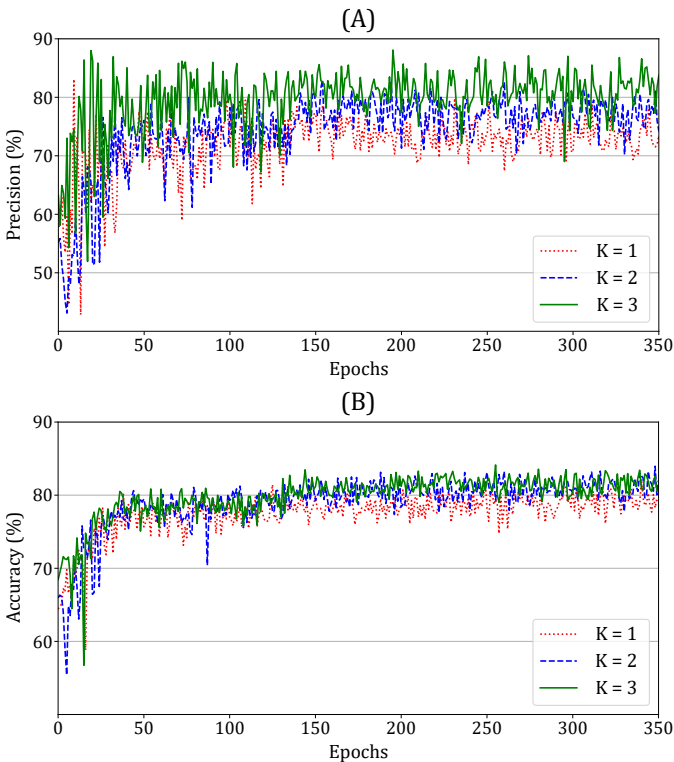 (A)
Precision (%)
90
80
70
60
50
K = 1
K = 2
K = 3
0 50 100 150 200 250 300 350
Epochs
(B)
Accuracy (%)
90
80
70
60
K = 1
K = 2
K = 3
0 50 100 150 200 250 300 350
Epochs